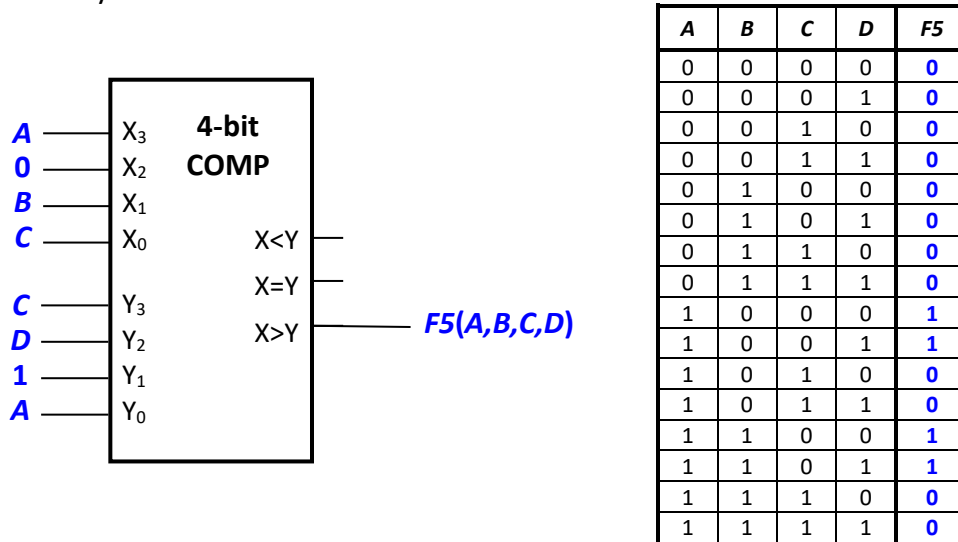 4-bit
COMP
A X₃
0 X₂
B X₁
C X₀
X<Y
X=Y
X>Y F5(A,B,C,D)
C Y₃
D Y₂
1 Y₁
A Y₀
A B C D F5
0 0 0 0 0
0 0 0 1 0
0 0 1 0 0
0 0 1 1 0
0 1 0 0 0
0 1 0 1 0
0 1 1 0 0
0 1 1 1 0
1 0 0 0 1
1 0 0 1 1
1 0 1 0 0
1 0 1 1 0
1 1 0 0 1
1 1 0 1 1
1 1 1 0 0
1 1 1 1 0